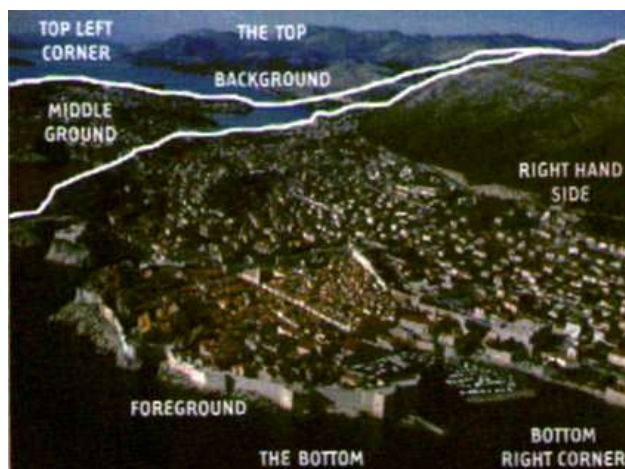 TOP LEFT
CORNER
THE TOP
BACKGROUND
MIDDLE
GROUND
RIGHT HAND
SIDE
FOREGROUND
THE BOTTOM
BOTTOM
RIGHT CORNER